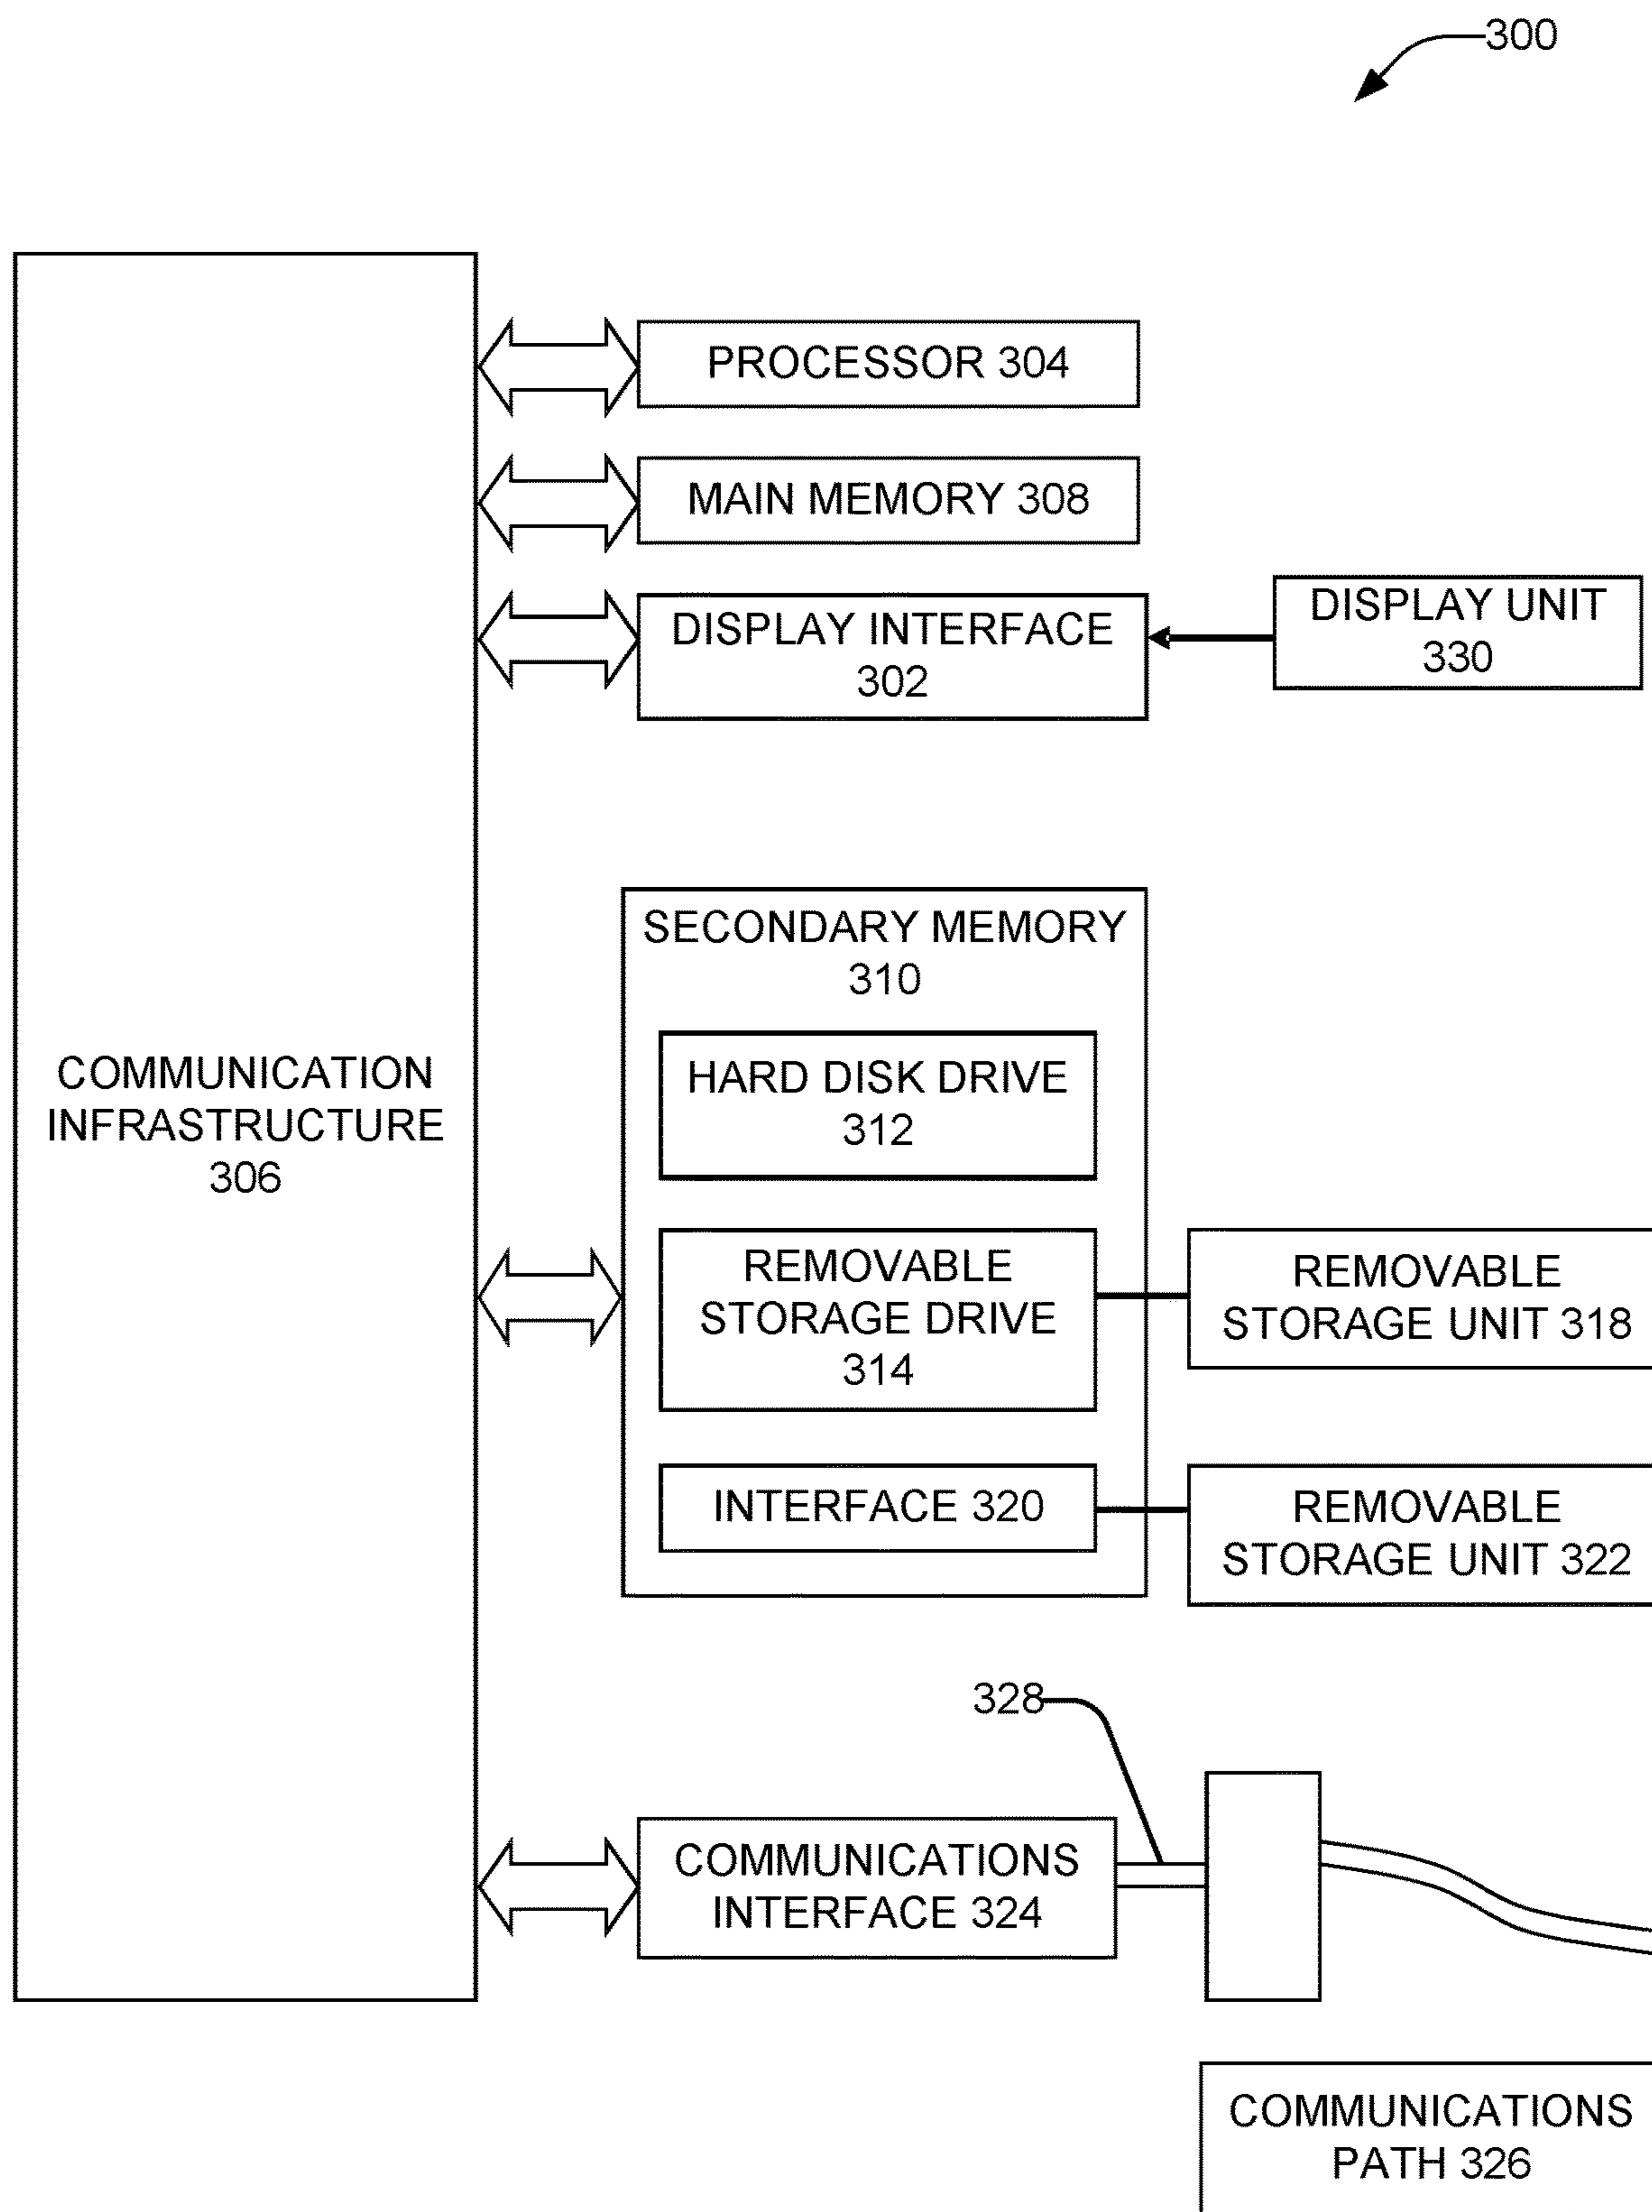 300
PROCESSOR 304
MAIN MEMORY 308
DISPLAY INTERFACE
302
DISPLAY UNIT
330
SECONDARY MEMORY
310
HARD DISK DRIVE
312
COMMUNICATION
INFRASTRUCTURE
306
REMOVABLE
STORAGE DRIVE
314
REMOVABLE
STORAGE UNIT 318
INTERFACE 320
REMOVABLE
STORAGE UNIT 322
328
COMMUNICATIONS
INTERFACE 324
COMMUNICATIONS
PATH 326